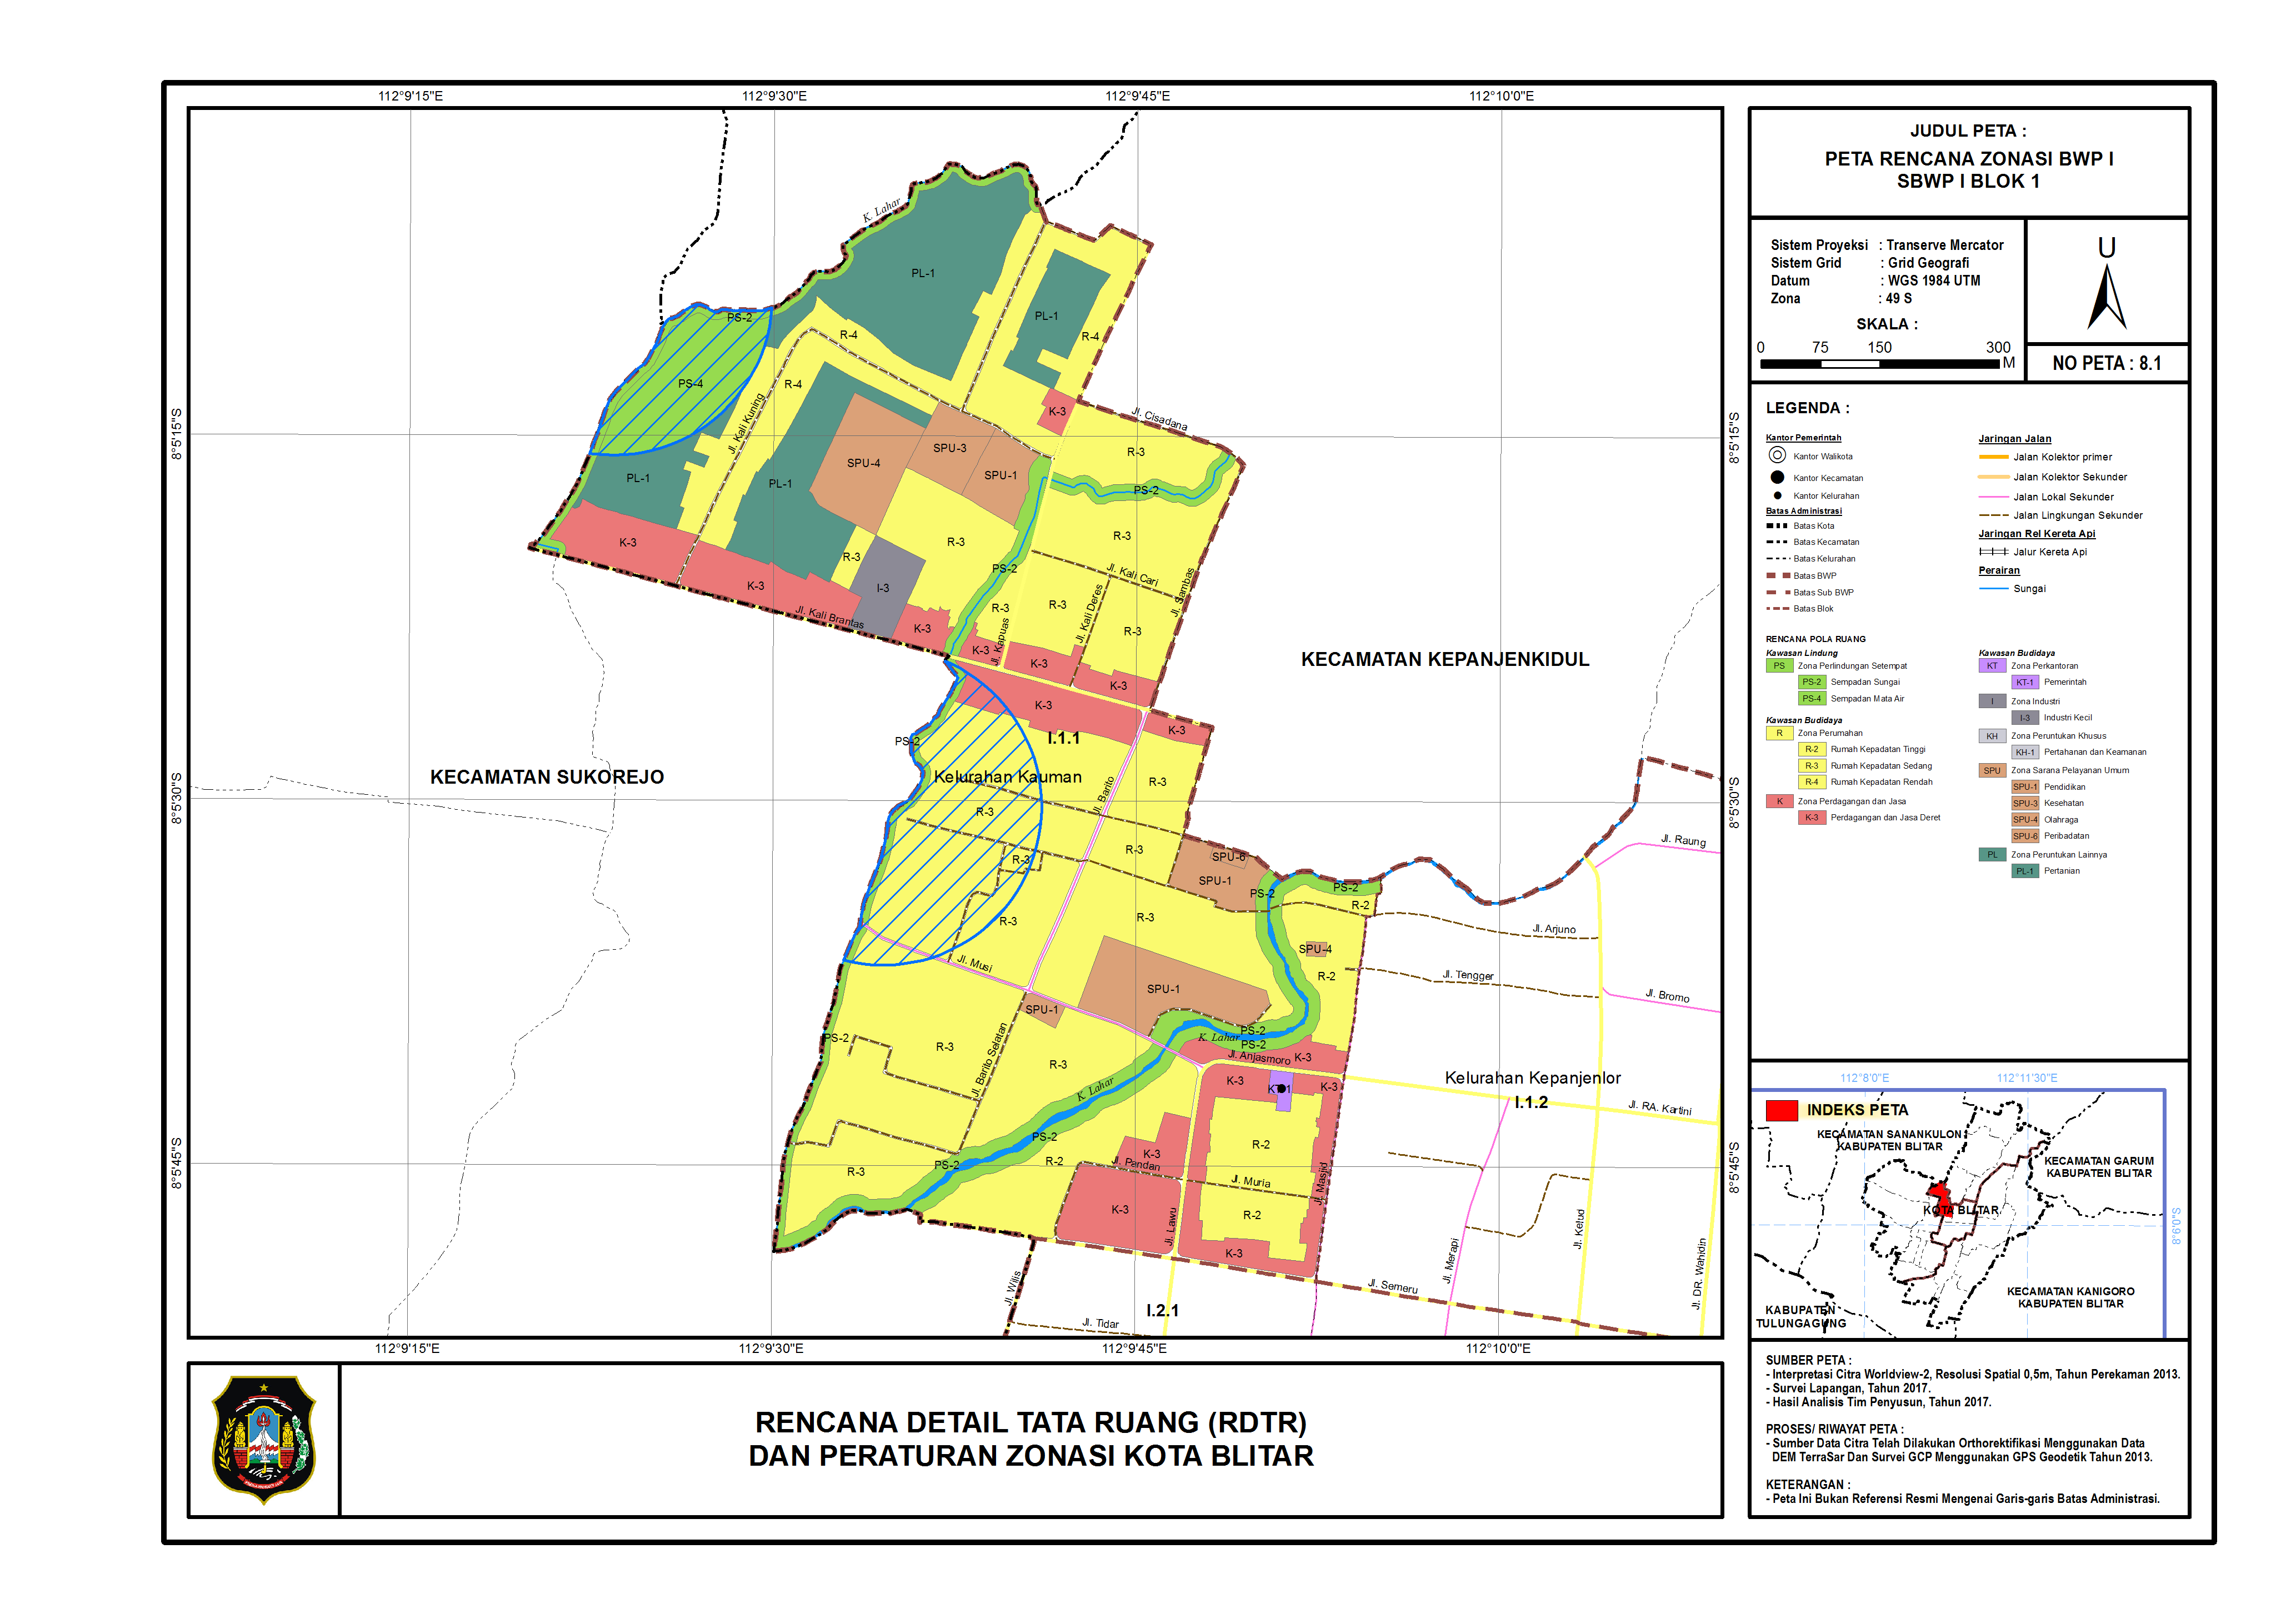 112°9'15"E
112°9'30"E
112°9'45"E
112°10'0"E
8°5'15"S
8°5'30"S
8°5'45"S
K. Lahar
PL-1
PS-2
R-4
PL-1
R-4
PS-4
R-4
Jl. Kali Kuning
K-3
Jl. Cisadana
SPU-3
R-3
SPU-4
SPU-1
PL-1
PL-1
PS-2
K-3
R-3
R-3
R-3
PS-2
Jl. Kali Cari
Jl. Sambas
K-3
I-3
R-3
R-3
Jl. Kali Deres
Jl. Kali Brantas
K-3
R-3
Jl. Kapuas
K-3
K-3
K-3
K-3
K-3
KECAMATAN KEPANJENKIDUL
PS-2
I.1.1
KECAMATAN SUKOREJO
Kelurahan Kauman
R-3
Jl. Barito
R-3
R-3
R-3
SPU-6
SPU-1
PS-2
PS-2
R-2
Jl. Raung
R-3
R-3
Jl. Arjuno
SPU-4
R-2
Jl. Tengger
Jl. Musi
SPU-1
Jl. Bromo
SPU-1
PS-2
PS-2
K. Lahar
PS-2
R-3
R-3
Jl. Barito Selatan
Jl. Anjasmoro
K-3
K-3
KT-1
K-3
Kelurahan Kepanjenlor
I.1.2
Jl. RA. Kartini
K. Lahar
PS-2
R-2
K-3
R-3
PS-2
R-2
Jl. Pandan
Jl. Muria
Jl. Masjid
K-3
R-2
Jl. Lawu
K-3
Jl. Merapi
Jl. Kelud
Jl. DR. Wahidin
Jl. Semeru
Jl. Wilis
I.2.1
Jl. Tidar
8°5'15"S
8°5'30"S
8°5'45"S
112°9'15"E
112°9'30"E
112°9'45"E
112°10'0"E
RENCANA DETAIL TATA RUANG (RDTR)
DAN PERATURAN ZONASI KOTA BLITAR
JUDUL PETA :
PETA RENCANA ZONASI BWP I
SBWP I BLOK 1
Sistem Proyeksi : Transerve Mercator
Sistem Grid : Grid Geografi
Datum : WGS 1984 UTM
Zona : 49 S
SKALA :
0 75 150 300
M
U
NO PETA : 8.1
LEGENDA :
Kantor Pemerintah
Kantor Walikota
Kantor Kecamatan
Kantor Kelurahan
Batas Administrasi
Batas Kota
Batas Kecamatan
Batas Kelurahan
Batas BWP
Batas Sub BWP
Batas Blok
Jaringan Jalan
Jalan Kolektor primer
Jalan Kolektor Sekunder
Jalan Lokal Sekunder
Jalan Lingkungan Sekunder
Jaringan Rel Kereta Api
Jalur Kereta Api
Perairan
Sungai
RENCANA POLA RUANG
Kawasan Lindung
PS Zona Perlindungan Setempat
PS-2 Sempadan Sungai
PS-4 Sempadan Mata Air
Kawasan Budidaya
R Zona Perumahan
R-2 Rumah Kepadatan Tinggi
R-3 Rumah Kepadatan Sedang
R-4 Rumah Kepadatan Rendah
K Zona Perdagangan dan Jasa
K-3 Perdagangan dan Jasa Deret
Kawasan Budidaya
KT Zona Perkantoran
KT-1 Pemerintah
I Zona Industri
I-3 Industri Kecil
KH Zona Peruntukan Khusus
KH-1 Pertahanan dan Keamanan
SPU Zona Sarana Pelayanan Umum
SPU-1 Pendidikan
SPU-3 Kesehatan
SPU-4 Olahraga
SPU-6 Peribadatan
PL Zona Peruntukan Lainnya
PL-1 Pertanian
112°8'0"E
112°11'30"E
INDEKS PETA
KECAMATAN SANANKULON
KABUPATEN BLITAR
KECAMATAN GARUM
KABUPATEN BLITAR
KOTA BLITAR
8°6'0"S
KECAMATAN KANIGORO
KABUPATEN BLITAR
KABUPATEN
TULUNGAGUNG
SUMBER PETA :
- Interpretasi Citra Worldview-2, Resolusi Spatial 0,5m, Tahun Perekaman 2013.
- Survei Lapangan, Tahun 2017.
- Hasil Analisis Tim Penyusun, Tahun 2017.
PROSES/ RIWAYAT PETA :
- Sumber Data Citra Telah Dilakukan Orthorektifikasi Menggunakan Data
DEM TerraSar Dan Survei GCP Menggunakan GPS Geodetik Tahun 2013.
KETERANGAN :
- Peta Ini Bukan Referensi Resmi Mengenai Garis-garis Batas Administrasi.